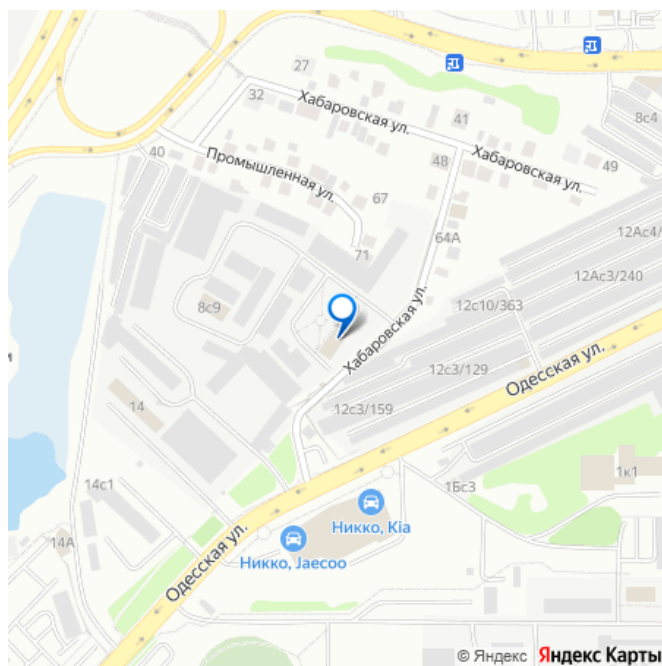 27
32
Хабаровская ул.
41
8с4
40
Промышленная ул.
48
Хабаровская ул.
49
67
71
64А
12Ас4/
12Ас3/240
8с9
12с10/363
Хабаровская ул.
12с3/129
Одесская ул.
14
12с3/159
14с1
1Бс3
1к1
Никко, Kia
14А
Одесская ул.
Никко, Jaecoo
© Яндекс Яндекс Карты